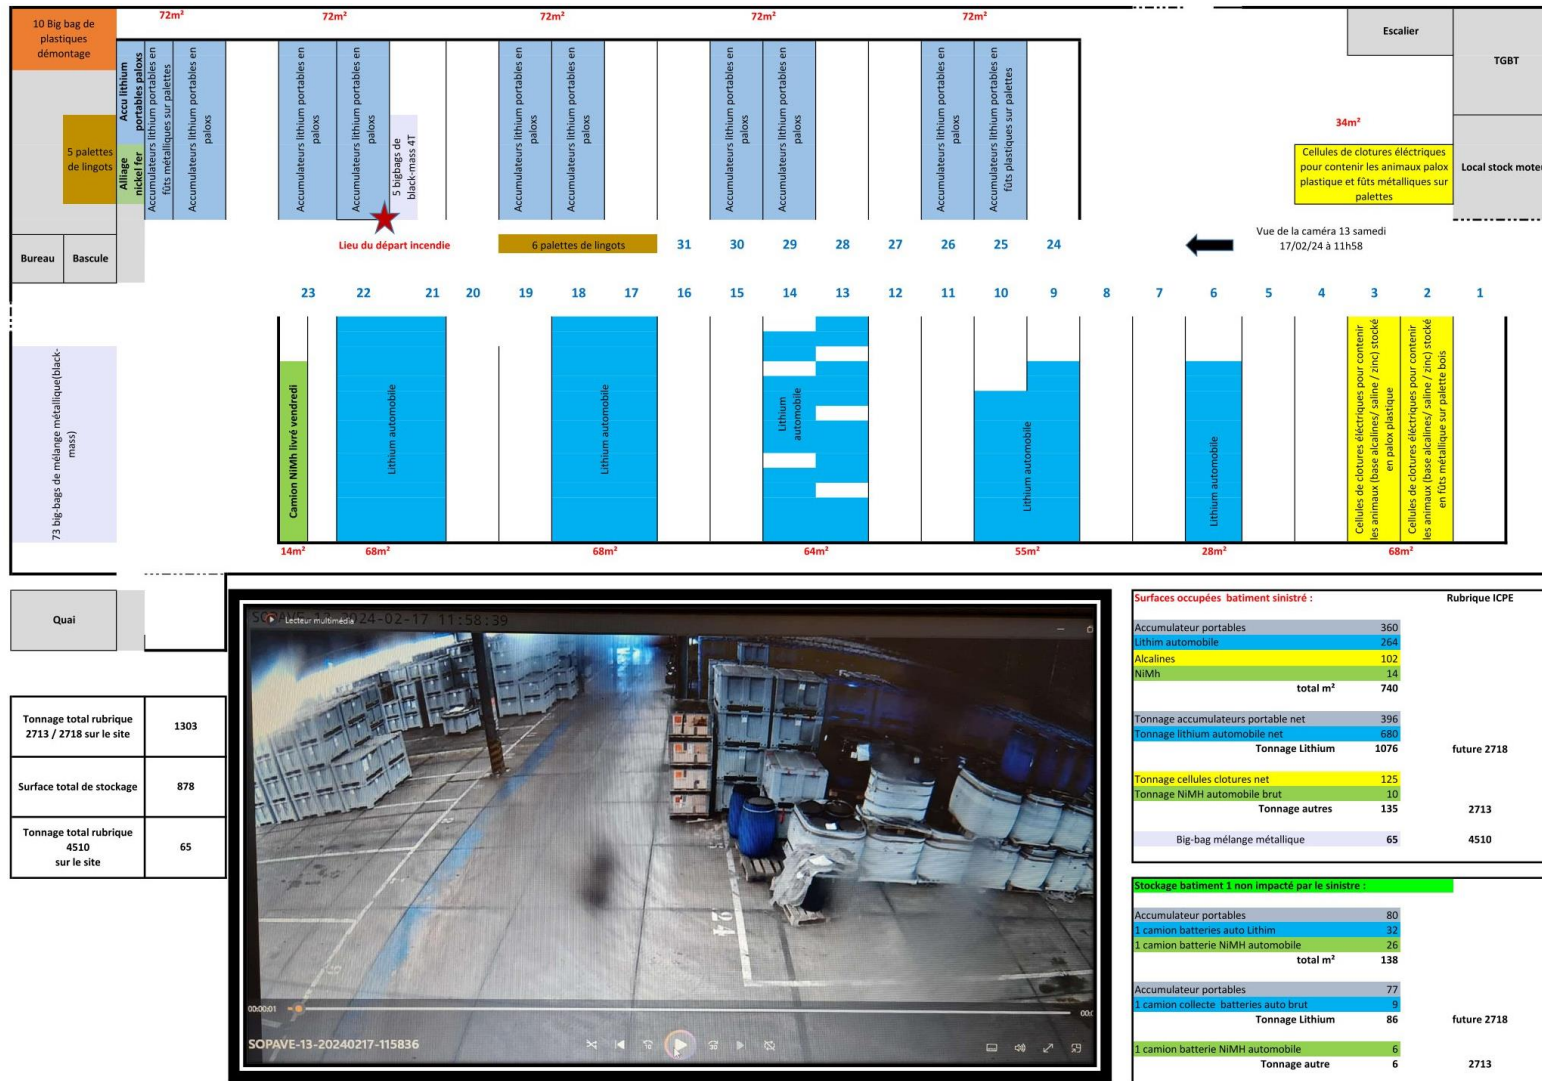 72m²
72m²
72m²
72m²
72m²
10 Big bag de
plastiques
démontage
Accu lithium
portables paloxs
Accumulateurs lithium portables en
fûts métalliques sur palettes
Accumulateurs lithium portables en
paloxs
Accumulateurs lithium portables en
paloxs
Accumulateurs lithium portables en
paloxs
5 bigbags de
black-mass 4T
Accumulateurs lithium portables en
paloxs
Accumulateurs lithium portables en
paloxs
Accumulateurs lithium portables en
paloxs
Accumulateurs lithium portables en
paloxs
Accumulateurs lithium portables en
paloxs
Accumulateurs lithium portables en
fûts plastiques sur palettes
Escalier
TGBT
34m²
5 palettes
de lingots
Alliage
nickel fer
Cellules de clotures éléctriques
pour contenir les animaux palox
plastique et fûts métalliques sur
palettes
Local stock moteu
Lieu du départ incendie
6 palettes de lingots
31
30
29
28
27
26
25
24
Vue de la caméra 13 samedi
17/02/24 à 11h58
Bureau
Bascule
23
22
21
20
19
18
17
16
15
14
13
12
11
10
9
8
7
6
5
4
3
2
1
73 big-bags de mélange métallique(black-
mass)
Camion NiMh livré vendredi
Lithium automobile
Lithium automobile
Lithium
automobile
Lithium automobile
Lithium automobile
Cellules de clotures éléctriques pour contenir
les animaux (base alcalines/ saline / zinc) stocké
en palox plastique
Cellules de clotures éléctriques pour contenir
les animaux (base alcalines/ saline / zinc) stocké
en fûts métallique sur palette bois
14m²
68m²
68m²
64m²
55m²
28m²
68m²
Quai
Tonnage total rubrique
2713 / 2718 sur le site
1303
Surface total de stockage
878
Tonnage total rubrique
4510
sur le site
65
Lecteur multimédia
2024-02-17 11:58:39
24
00:00:01
SOPAVE-13-20240217-115836
Surfaces occupées batiment sinistré :
Rubrique ICPE
Accumulateur portables 360
Lithim automobile 264
Alcalines 102
NiMh 14
total m² 740
Tonnage accumulateurs portable net 396
Tonnage lithium automobile net 680
Tonnage Lithium 1076 future 2718
Tonnage cellules clotures net 125
Tonnage NiMH automobile brut 10
Tonnage autres 135 2713
Big-bag mélange métallique 65 4510
Stockage batiment 1 non impacté par le sinistre :
Accumulateur portables 80
1 camion batteries auto Lithim 32
1 camion batterie NiMH automobile 26
total m² 138
Accumulateur portables 77
1 camion collecte batteries auto brut 9
Tonnage Lithium 86 future 2718
1 camion batterie NiMH automobile 6
Tonnage autre 6 2713